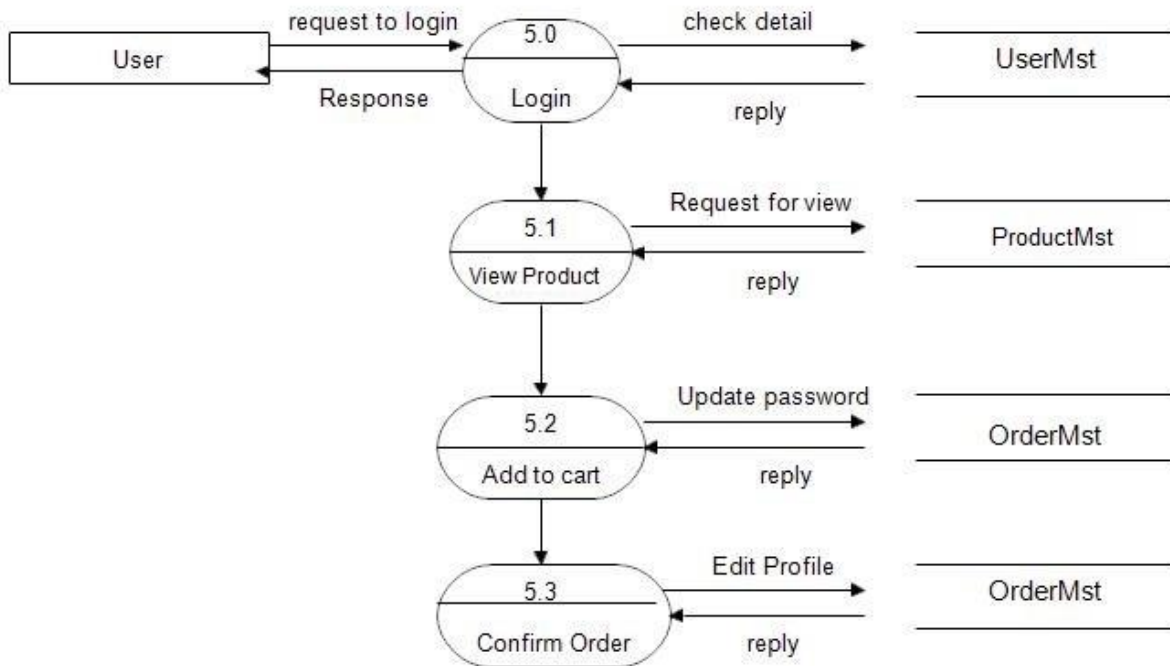 request to login
5.0
check detail
User
UserMst
Response
Login
reply
Request for view
5.1
ProductMst
View Product
reply
Update password
5.2
OrderMst
Add to cart
reply
Edit Profile
5.3
OrderMst
Confirm Order
reply